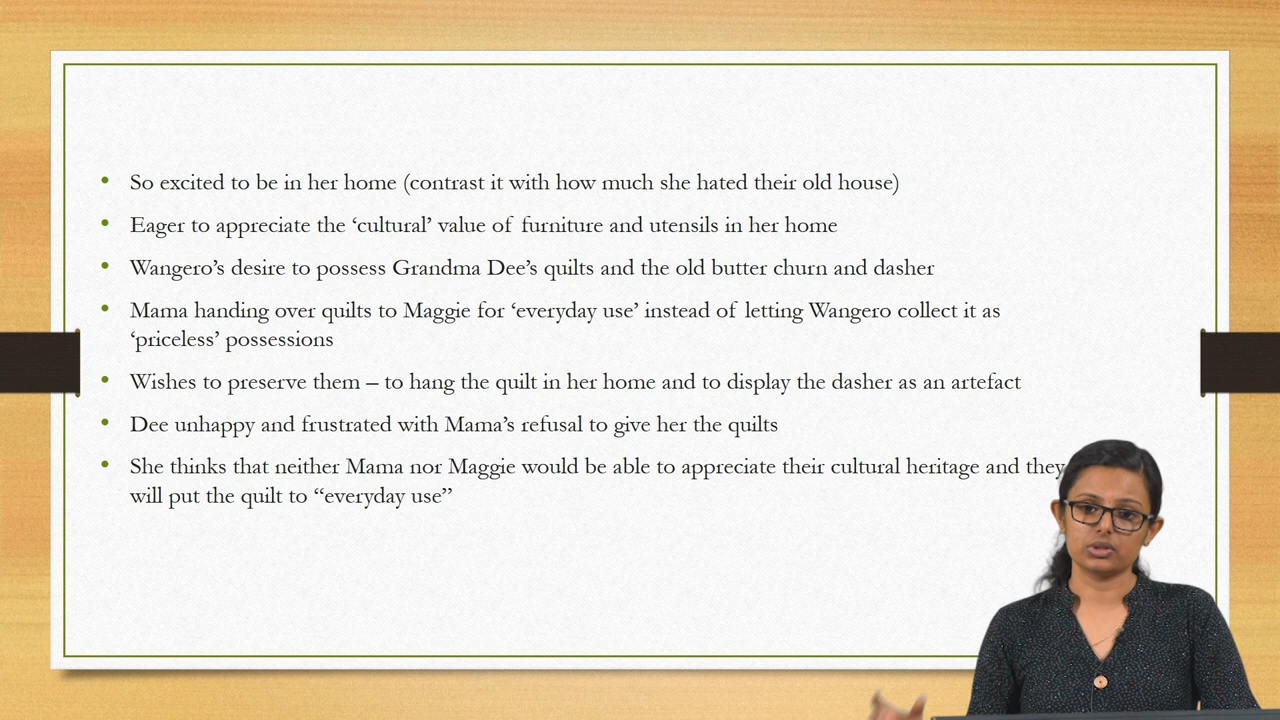 • So excited to be in her home (contrast it with how much she hated their old house)
• Eager to appreciate the ‘cultural’ value of furniture and utensils in her home
• Wangero’s desire to possess Grandma Dee’s quilts and the old butter churn and dasher
• Mama handing over quilts to Maggie for ‘everyday use’ instead of letting Wangero collect it as
‘priceless’ possessions
• Wishes to preserve them – to hang the quilt in her home and to display the dasher as an artefact
• Dee unhappy and frustrated with Mama’s refusal to give her the quilts
• She thinks that neither Mama nor Maggie would be able to appreciate their cultural heritage and they
will put the quilt to “everyday use”